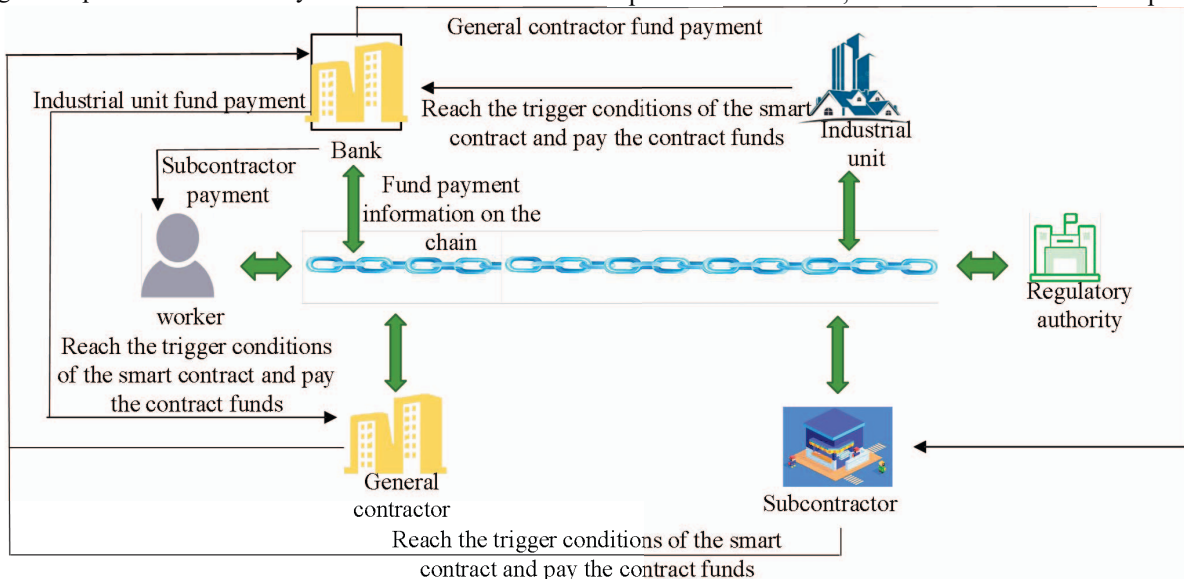 General contractor fund payment
Industrial unit fund payment
Reach the trigger conditions of the smart
contract and pay the contract funds
Industrial
unit
Bank
Subcontractor
payment
Fund payment
information on the
chain
worker
Regulatory
authority
Reach the trigger conditions
of the smart contract and pay
the contract funds
General
contractor
Subcontractor
Reach the trigger conditions of the smart
contract and pay the contract funds